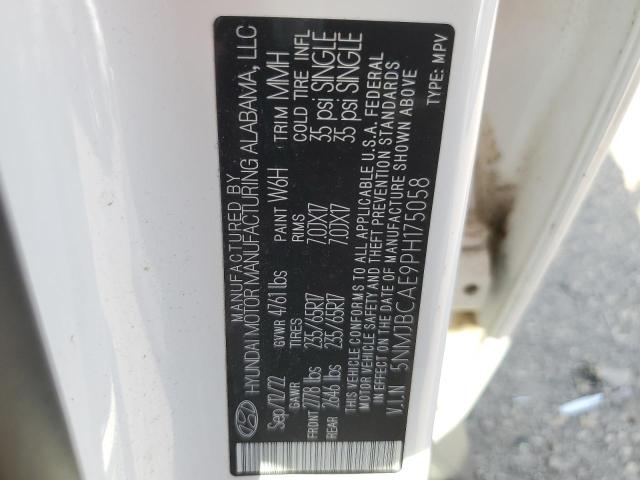 MANUFACTURED BY
HYUNDAI MOTOR MANUFACTURING ALABAMA, LLC
Sep/12/22 GVWR 4761 lbs PAINT W6H TRIM MMH
GAWR TIRES RIMS COLD TIRE INFL
FRONT 2778 lbs 235/65R17 7.0JX17 35 psi SINGLE
REAR 2646 lbs 235/65R17 7.0JX17 35 psi SINGLE
THIS VEHICLE CONFORMS TO ALL APPLICABLE U.S.A. FEDERAL
MOTOR VEHICLE SAFETY AND THEFT PREVENTION STANDARDS
IN EFFECT ON THE DATE OF MANUFACTURE SHOWN ABOVE
V.I.N 5NMJBCAE9PH175058 TYPE: MPV